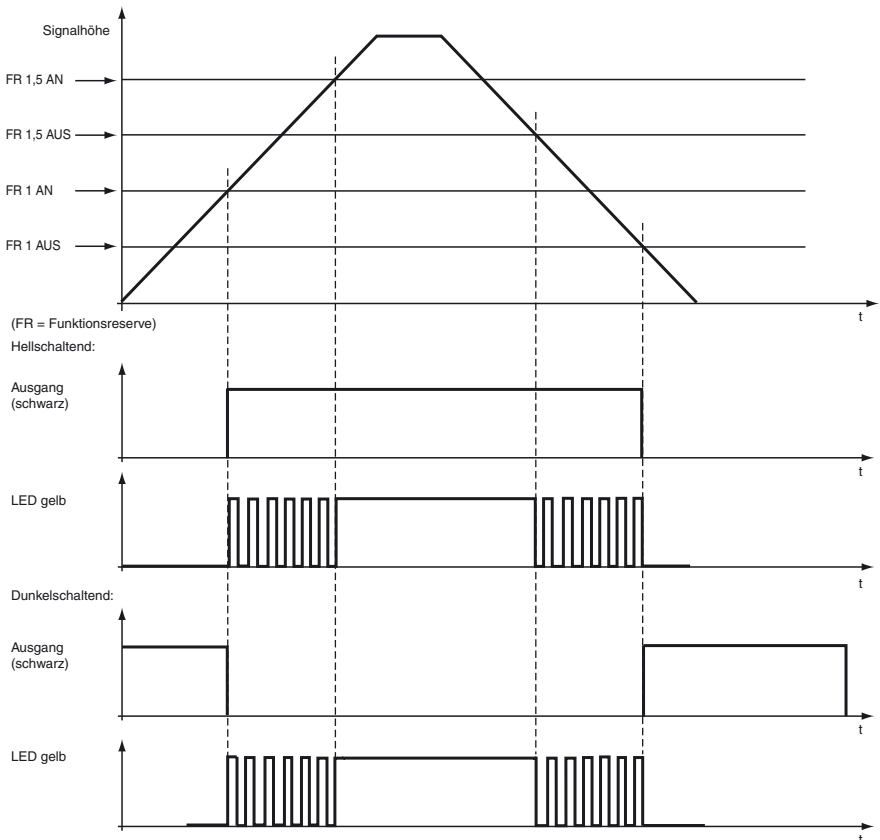 Signalhöhe
FR 1,5 AN
FR 1,5 AUS
FR 1 AN
FR 1 AUS
t
(FR = Funktionsreserve)
Hellschaltend:
Ausgang
(schwarz)
t
LED gelb
t
Dunkelschaltend:
Ausgang
(schwarz)
t
LED gelb
t